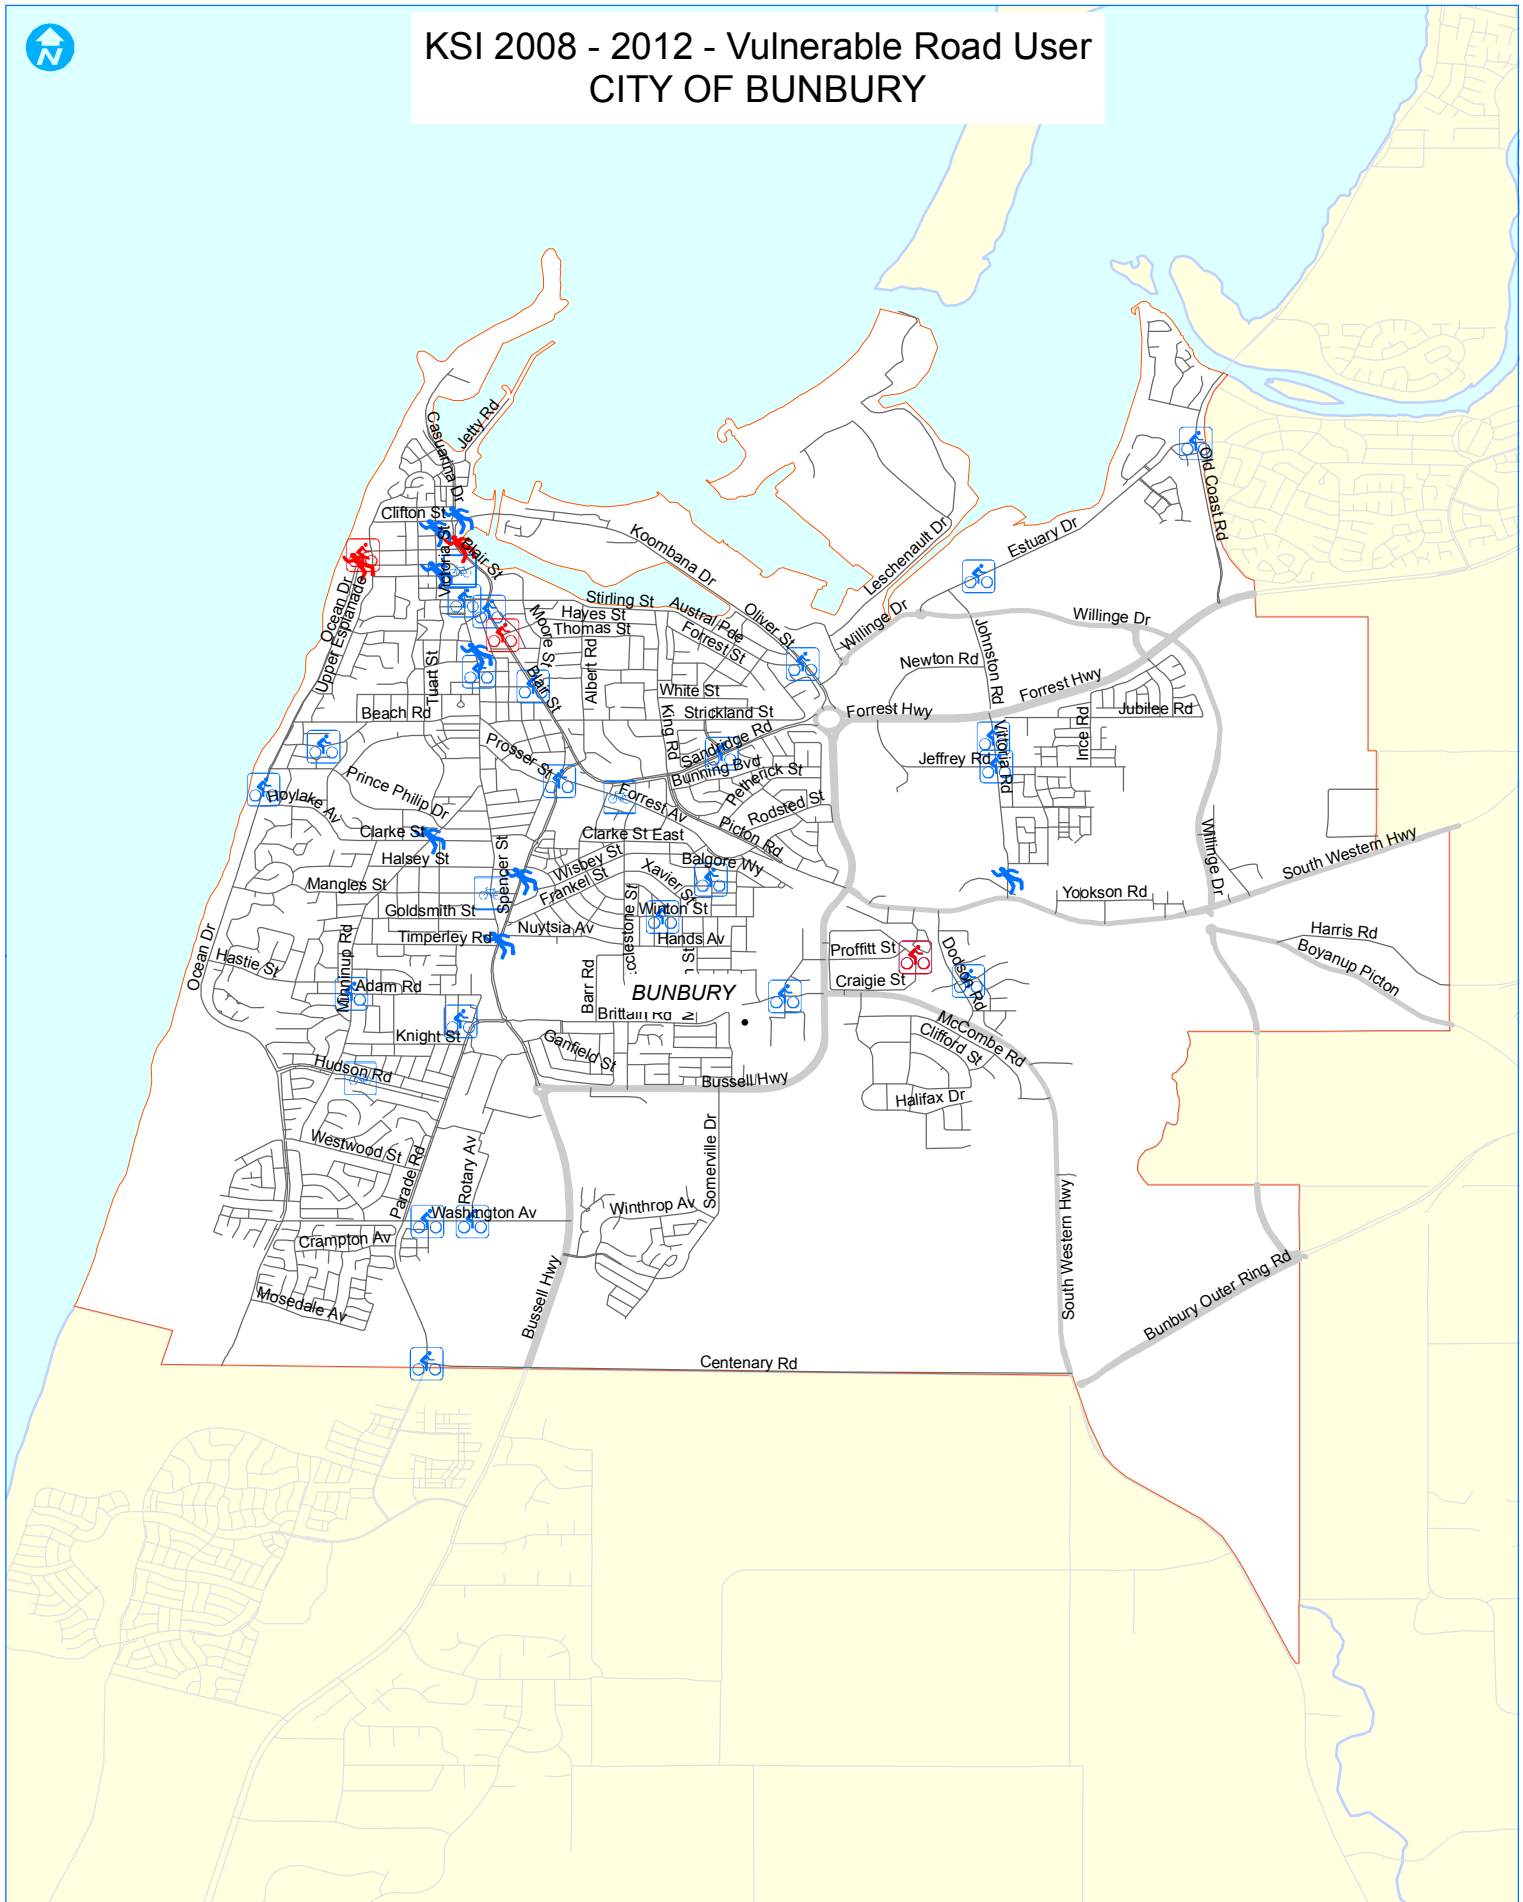 KSI 2008 - 2012 - Vulnerable Road User
CITY OF BUNBURY
N
Jetty Rd
Casuarina Dr
Clifton St
Victoria St
Blair St
Koombana Dr
Leschenault Dr
Estuary Dr
Old Coast Rd
Ocean Dr
Upper Esplanade
Stirling St
Hayes St
Thomas St
Moore St
Austral Pde
Forrest St
Oliver St
Willinge Dr
Willinge Dr
Johnston Rd
Newton Rd
Forrest Hwy
Tuart St
Blair St
Albert Rd
White St
Beach Rd
Strickland St
King Rd
Forrest Hwy
Jubilee Rd
Ince Rd
Vittoria Rd
Prosser St
Sandridge Rd
Bunning Bvd
Petherick St
Jeffrey Rd
Prince Philip Dr
Hoylake Av
Forrest Av
Rodsted St
Picton Rd
Clarke St
Clarke St East
Halsey St
Spencer St
Wisbey St
Frankel St
Xavier St
Balgore Wy
Willinge Dr
South Western Hwy
Mangles St
Goldsmith St
Winton St
Yookson Rd
Timperley Rd
Nuytsia Av
Hands Av
Harris Rd
Boyanup Picton
Ocean Dr
Hastie St
Minninup Rd
Adam Rd
Barr Rd
cclestone St
Proffitt St
Craigie St
Dodson Rd
BUNBURY
Brittain Rd
Knight St
Ganfield St
McCombe Rd
Clifford St
Hudson Rd
Bussell Hwy
Halifax Dr
Westwood St
Parade Rd
Rotary Av
Somerville Dr
Winthrop Av
Washington Av
Crampton Av
South Western Hwy
Mosedale Av
Bussell Hwy
Bunbury Outer Ring Rd
Centenary Rd